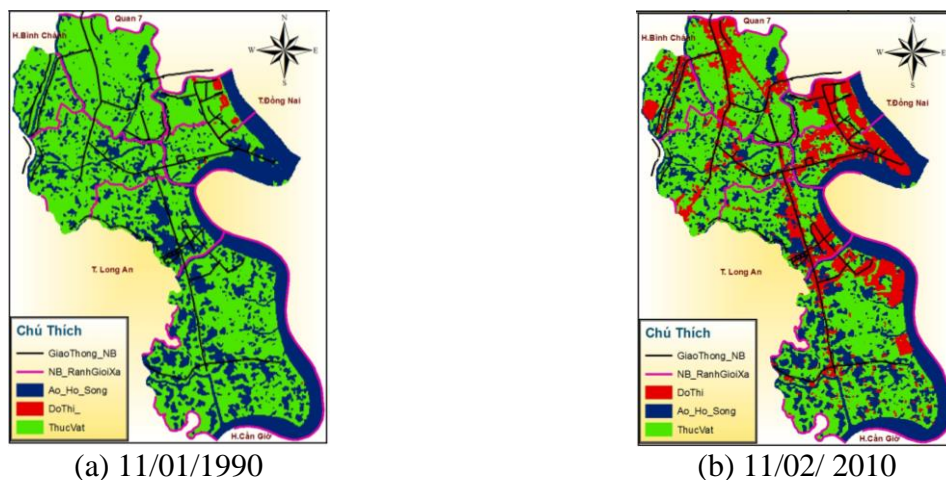 Quan 7
H.Bình Chánh
N
W E
S
T.Đồng Nai
T. Long An
Chú Thích
GiaoThong_NB
NB_RanhGioiXa
Ao_Ho_Song
DoThi_
ThucVat
H.Cần Giờ
(a) 11/01/1990
Quan 7
H.Bình Chánh
N
W E
S
T.Đồng Nai
T. Long An
Chú Thích
GiaoThong_NB
NB_RanhGioiXa
DoThi
Ao_Ho_Song
ThucVat
H.Cần Giờ
(b) 11/02/ 2010